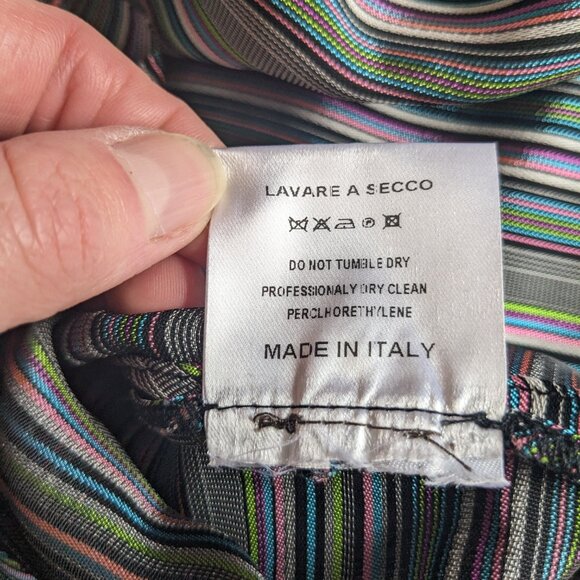 LAVARE A SECCO
DO NOT TUMBLE DRY
PROFESSIONALY DRY CLEAN
PERCLHORETHYLENE
MADE IN ITALY